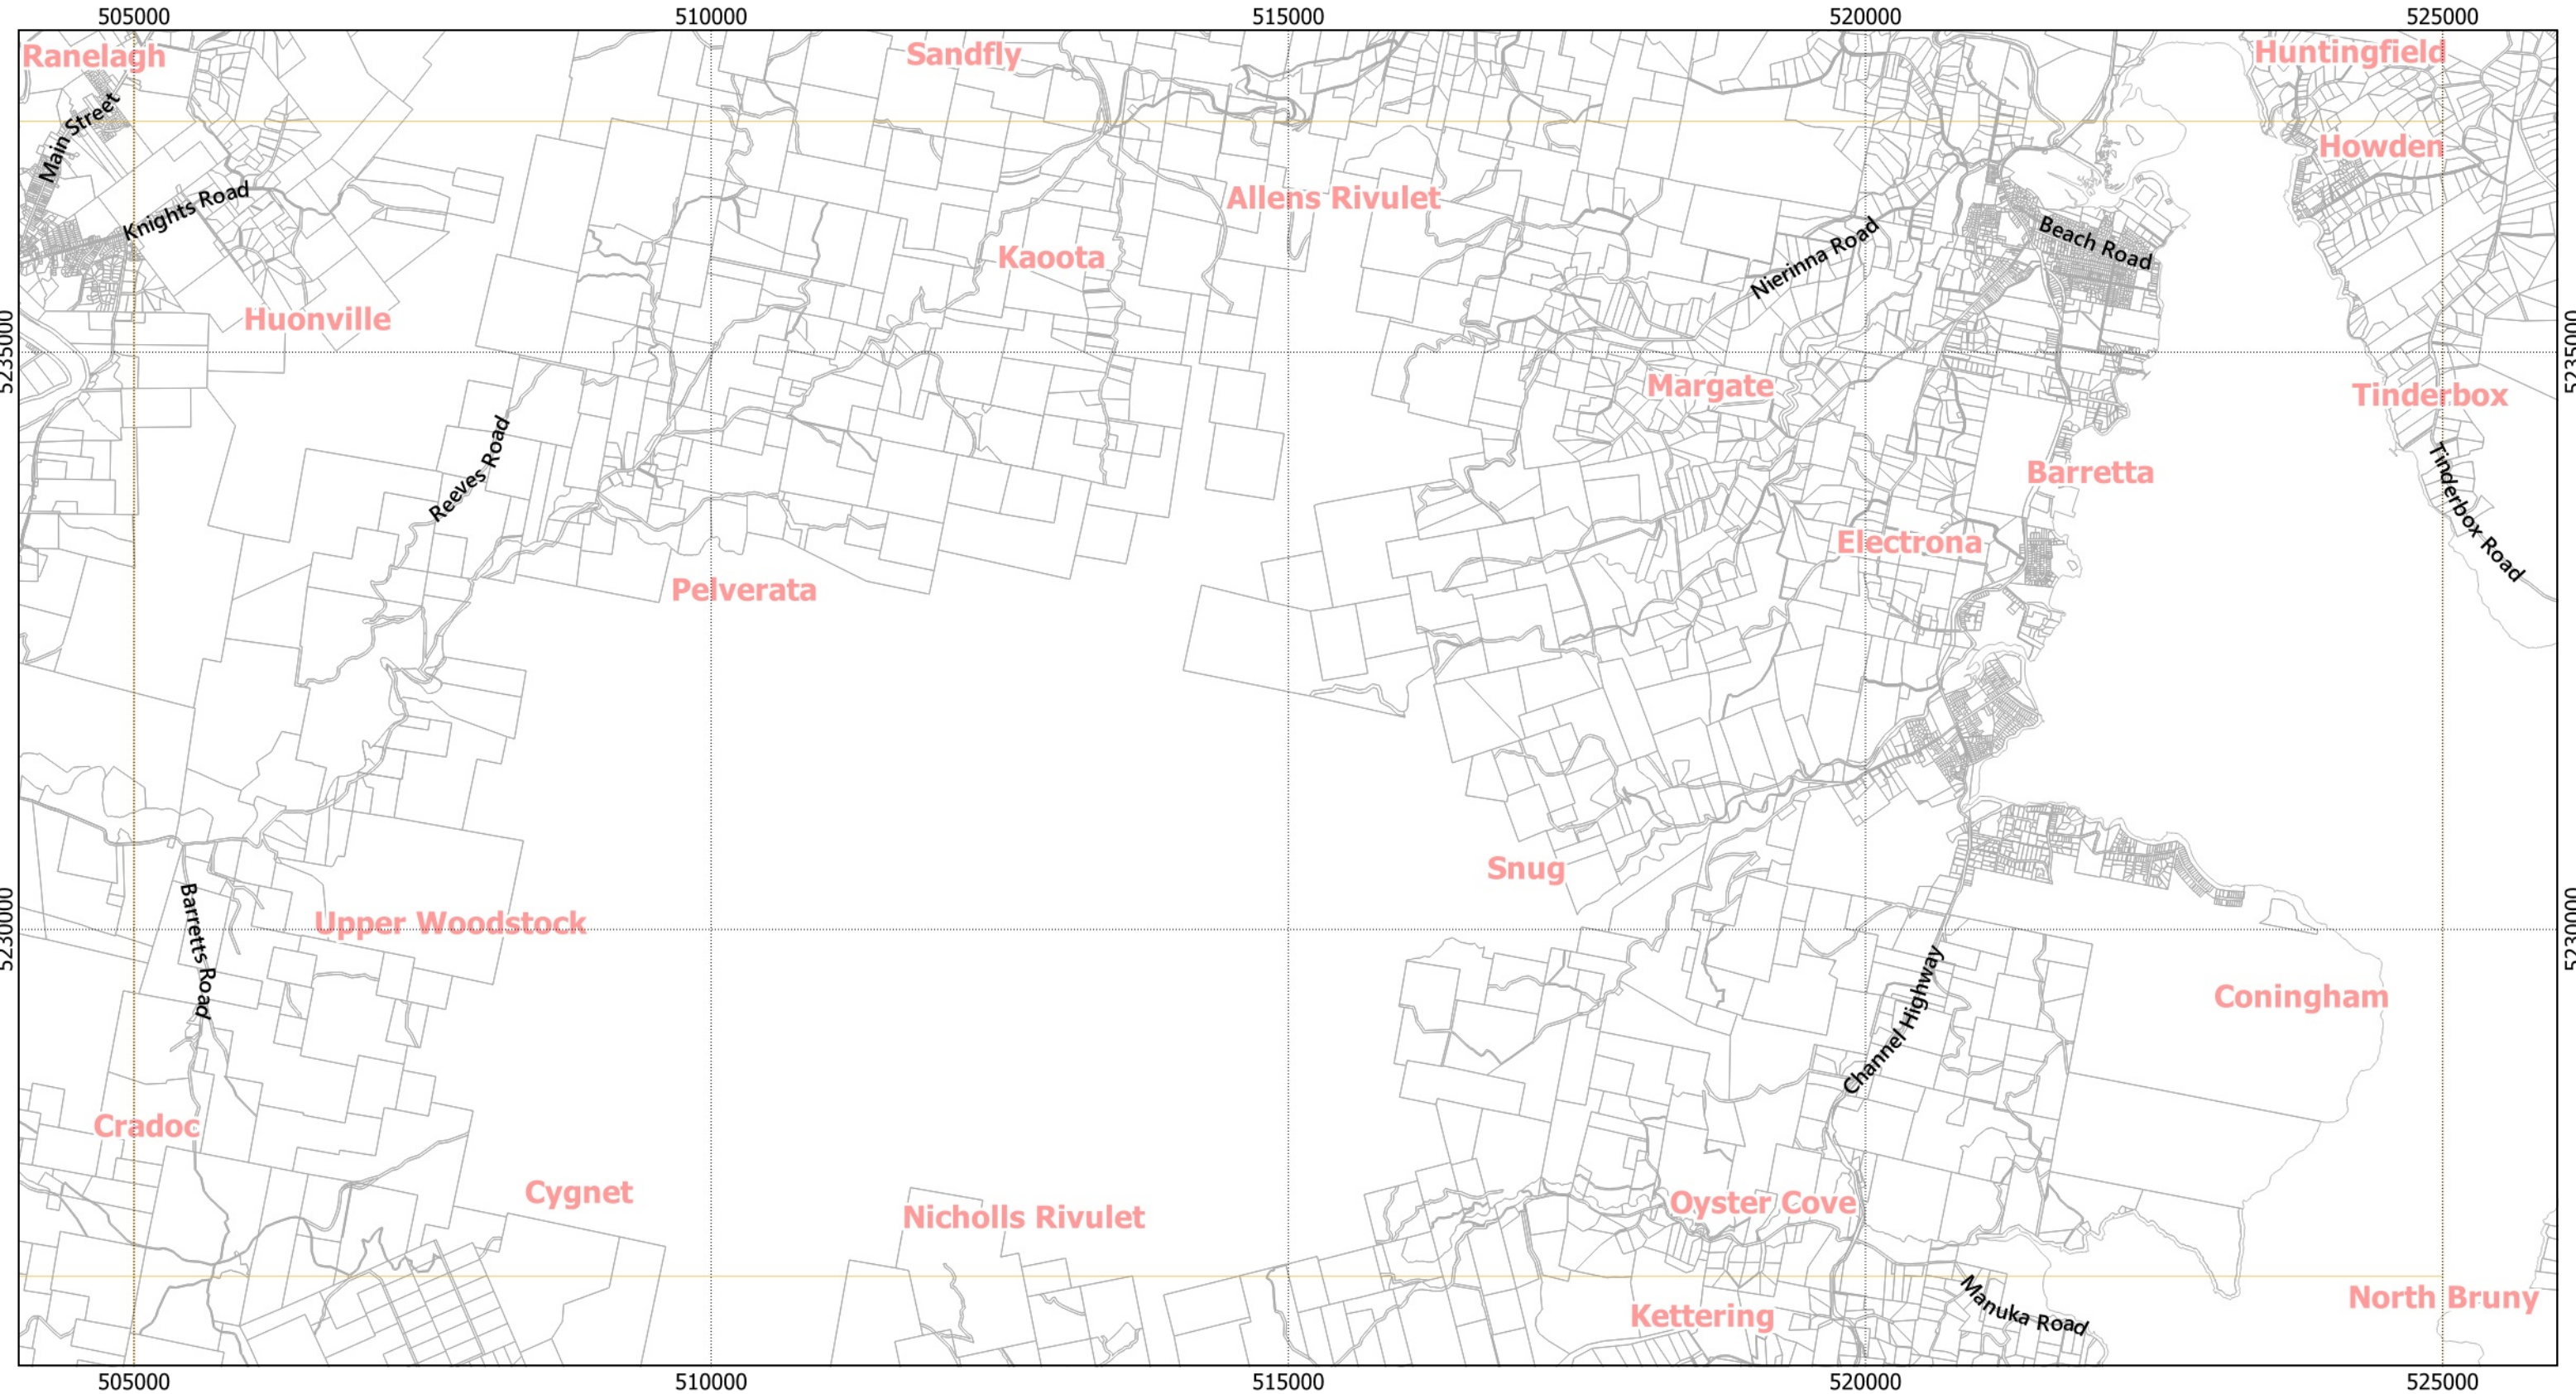 505000
510000
515000
520000
525000
Ranelagh
Sandfly
Huntingfield
Main Street
Howden
Knights Road
Allens Rivulet
Beach Road
Nierinna Road
Kaoota
Huonville
5235000
5235000
Margate
Tinderbox
Reeves Road
Barretta
Tinderbox Road
Electrona
Pelverata
Snug
Upper Woodstock
5230000
5230000
Barretts Road
Coningham
Channel Highway
Cradoc
Cygnet
Nicholls Rivulet
Oyster Cove
North Bruny
Kettering
Manuka Road
505000
510000
515000
520000
525000